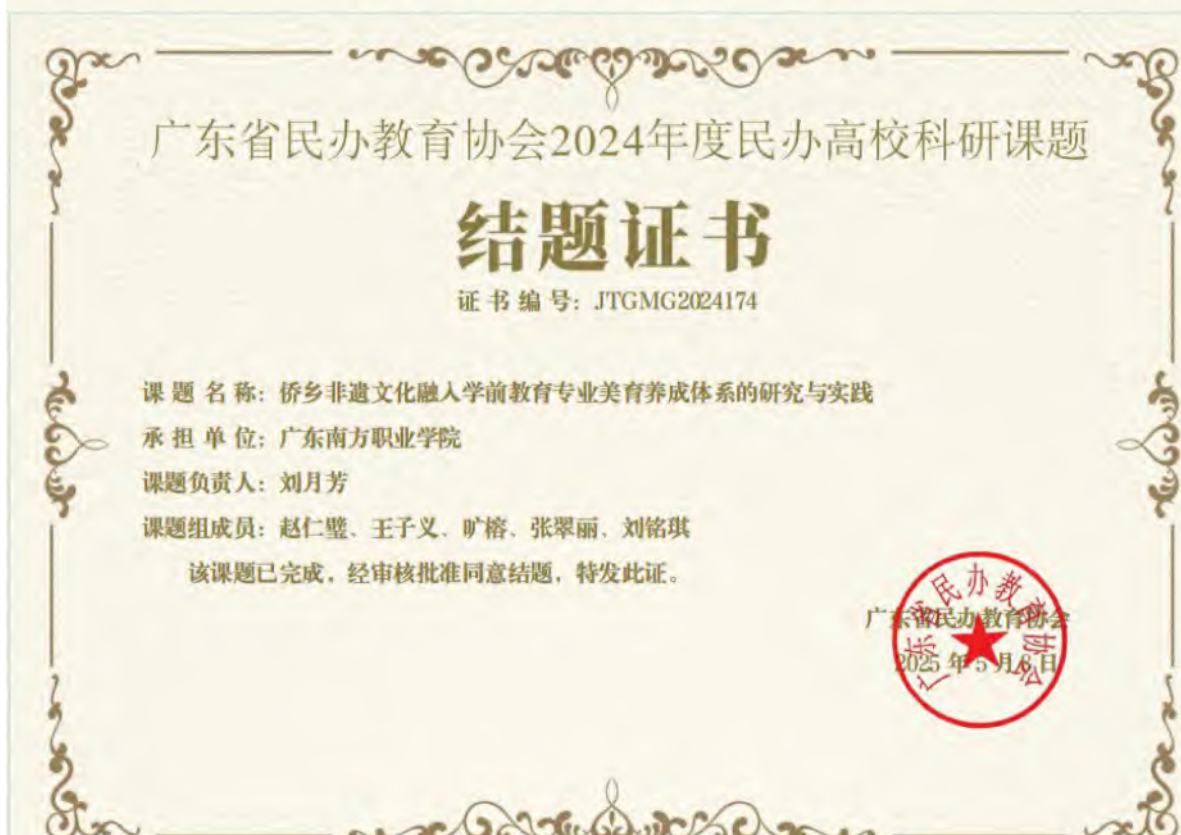 广东省民办教育协会2024年度民办高校科研课题
结题证书
证书编号：JTGMG2024174
课题名称：侨乡非遗文化融入学前教育专业美育养成体系的研究与实践
承担单位：广东南方职业学院
课题负责人：刘月芳
课题组成员：赵仁璧、王子义、旷榕、张翠丽、刘铭琪
该课题已完成，经审核批准同意结题，特发此证。
广东省民办教育协会
2025年5月8日
广东省民办教育协会